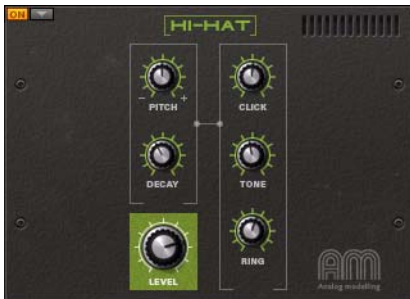 ON
HI-HAT
- +
PITCH
CLICK
DECAY
TONE
LEVEL
RING
AM
Analog modelling